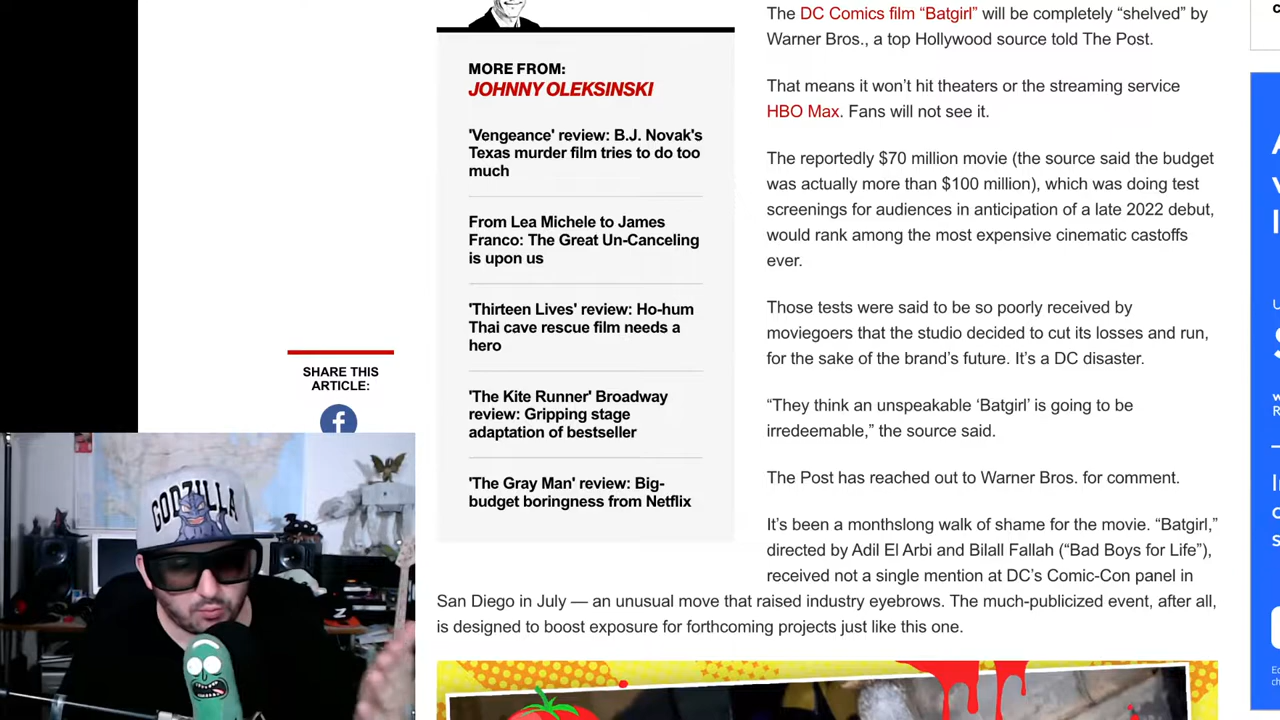 MORE FROM:
JOHNNY OLEKSINSKI
'Vengeance' review: B.J. Novak's
Texas murder film tries to do too
much
From Lea Michele to James
Franco: The Great Un-Canceling
is upon us
'Thirteen Lives' review: Ho-hum
Thai cave rescue film needs a
hero
'The Kite Runner' Broadway
review: Gripping stage
adaptation of bestseller
'The Gray Man' review: Big-
budget boringness from Netflix
The DC Comics film “Batgirl” will be completely “shelved” by
Warner Bros., a top Hollywood source told The Post.
That means it won’t hit theaters or the streaming service
HBO Max. Fans will not see it.
The reportedly $70 million movie (the source said the budget
was actually more than $100 million), which was doing test
screenings for audiences in anticipation of a late 2022 debut,
would rank among the most expensive cinematic castoffs
ever.
Those tests were said to be so poorly received by
moviegoers that the studio decided to cut its losses and run,
for the sake of the brand’s future. It’s a DC disaster.
“They think an unspeakable ‘Batgirl’ is going to be
irredeemable,” the source said.
The Post has reached out to Warner Bros. for comment.
It’s been a monthslong walk of shame for the movie. “Batgirl,”
directed by Adil El Arbi and Bilall Fallah (“Bad Boys for Life”),
received not a single mention at DC’s Comic-Con panel in
San Diego in July — an unusual move that raised industry eyebrows. The much-publicized event, after all,
is designed to boost exposure for forthcoming projects just like this one.
SHARE THIS
ARTICLE:
f
GODZILLA